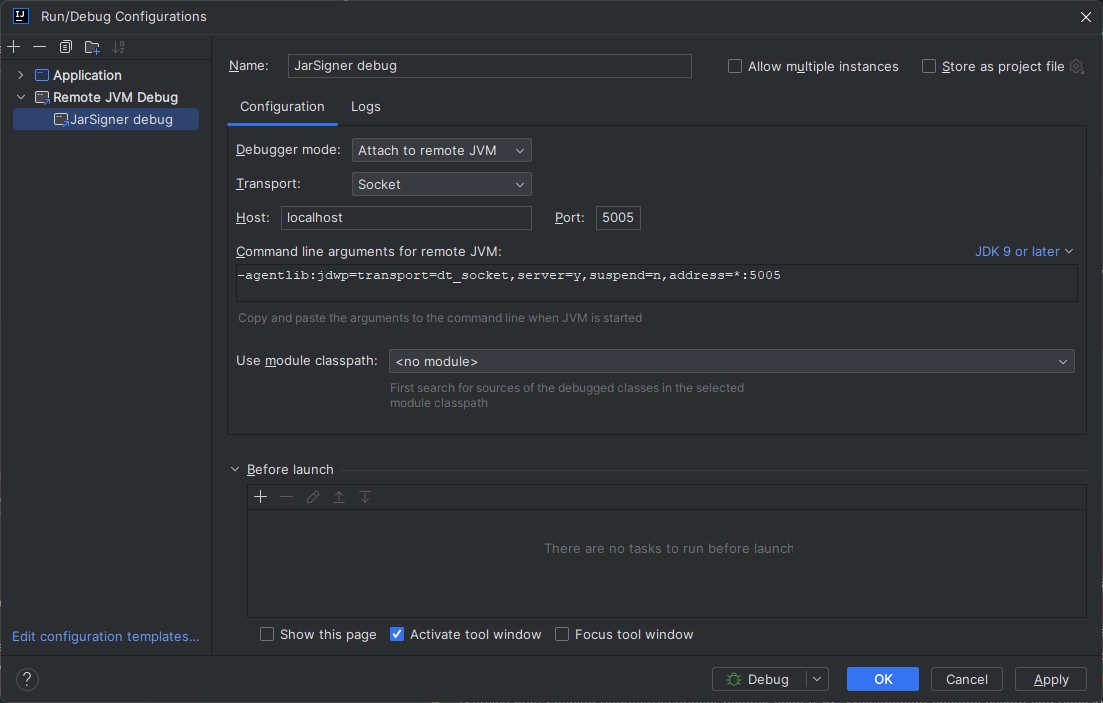 Run/Debug Configurations
Application
Remote JVM Debug
JarSigner debug
Edit configuration templates...
Name: JarSigner debug
Allow multiple instances
Store as project file
Configuration Logs
Debugger mode: Attach to remote JVM
Transport: Socket
Host: localhost Port: 5005
Command line arguments for remote JVM: JDK 9 or later
-agentlib:jdwp=transport=dt_socket,server=y,suspend=n,address=*:5005
Copy and paste the arguments to the command line when JVM is started
Use module classpath: <no module>
First search for sources of the debugged classes in the selected
module classpath
Before launch
There are no tasks to run before launch
Show this page Activate tool window Focus tool window
? Debug OK Cancel Apply